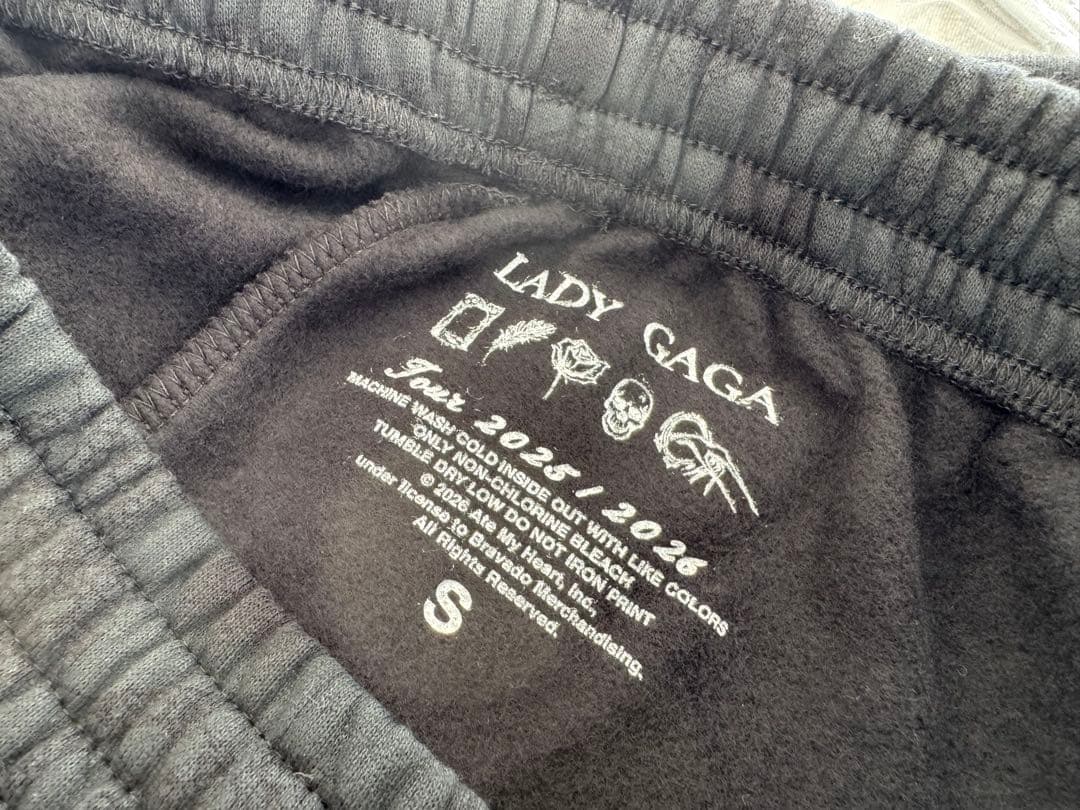 LADY GAGA
Tour 2025 / 2026
MACHINE WASH COLD INSIDE OUT WITH LIKE COLORS
ONLY NON-CHLORINE BLEACH
TUMBLE DRY LOW DO NOT IRON PRINT
© 2026 Ate My Heart, Inc.,
under license to Bravado Merchandising.
All Rights Reserved.
S